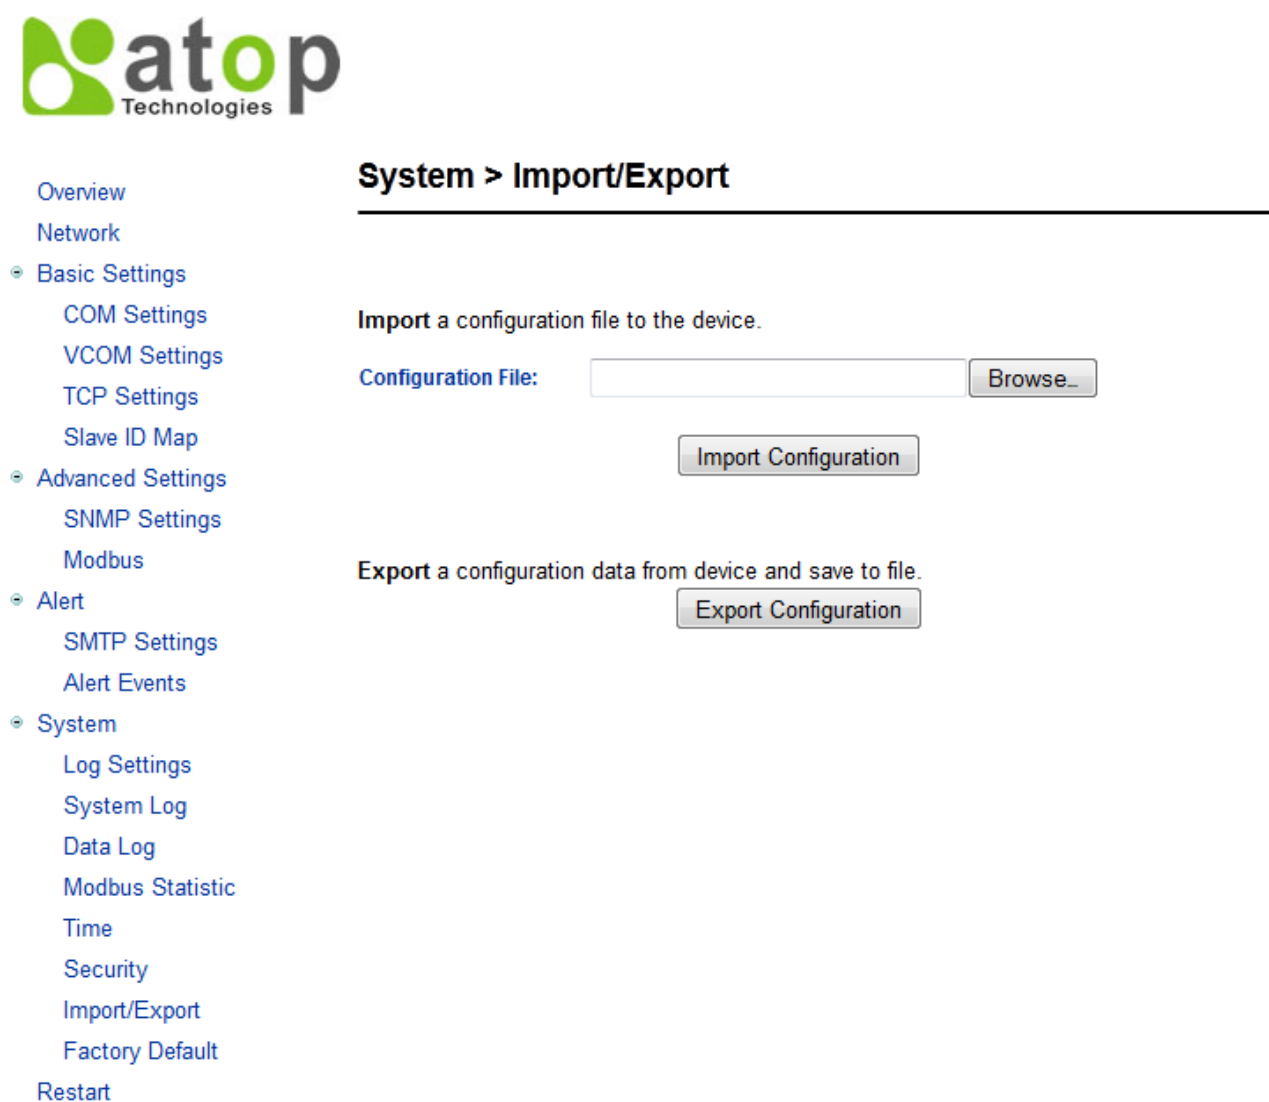 atop
Technologies
System > Import/Export
Overview
Network
Basic Settings
COM Settings
VCOM Settings
TCP Settings
Slave ID Map
Advanced Settings
SNMP Settings
Modbus
Alert
SMTP Settings
Alert Events
System
Log Settings
System Log
Data Log
Modbus Statistic
Time
Security
Import/Export
Factory Default
Restart
Import a configuration file to the device.
Configuration File: Browse...
Import Configuration
Export a configuration data from device and save to file.
Export Configuration